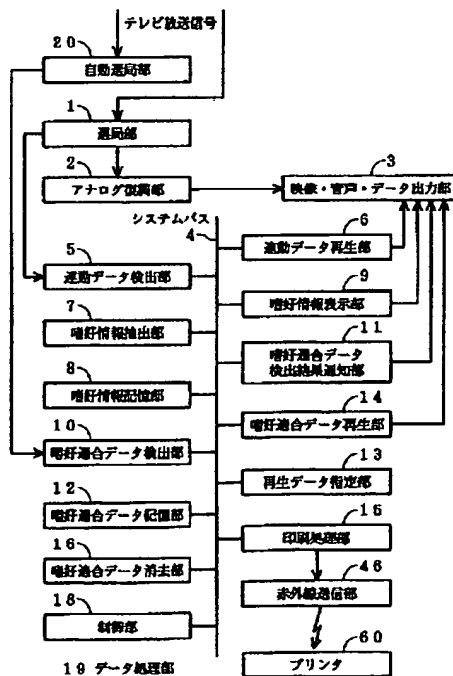 テレビ放送信号
20
自動選局部
1
選局部
2
アナログ復調部
3
映像・音声・データ出力部
システムバス
4
5
連動データ検出部
6
連動データ再生部
7
嗜好情報抽出部
9
嗜好情報表示部
8
嗜好情報記憶部
11
嗜好適合データ
検出結果通知部
10
嗜好適合データ検出部
14
嗜好適合データ再生部
12
嗜好適合データ記憶部
13
再生データ指定部
16
嗜好適合データ消去部
15
印刷処理部
18
制御部
46
赤外線送信部
19 データ処理部
60
プリンタ